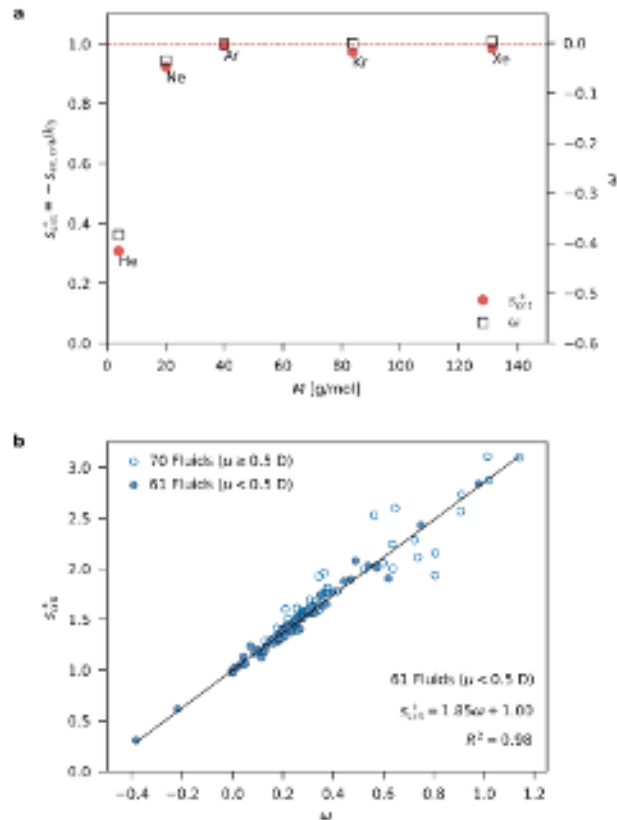 a
1.0
0.8
0.6
0.4
0.2
0.0
He
Ne
Ar
Kr
Xe
0.0
−0.1
−0.2
−0.3
−0.4
−0.5
−0.6
ω
s⁺crit
ω
0 20 40 60 80 100 120 140
M [g/mol]
b
70 Fluids (μ ≥ 0.5 D)
61 Fluids (μ < 0.5 D)
3.0
2.5
2.0
1.5
1.0
0.5
0.0
s⁺crit
61 Fluids (μ < 0.5 D)
s⁺crit = 1.85ω + 1.00
R² = 0.98
−0.4 −0.2 0.0 0.2 0.4 0.6 0.8 1.0 1.2
ω